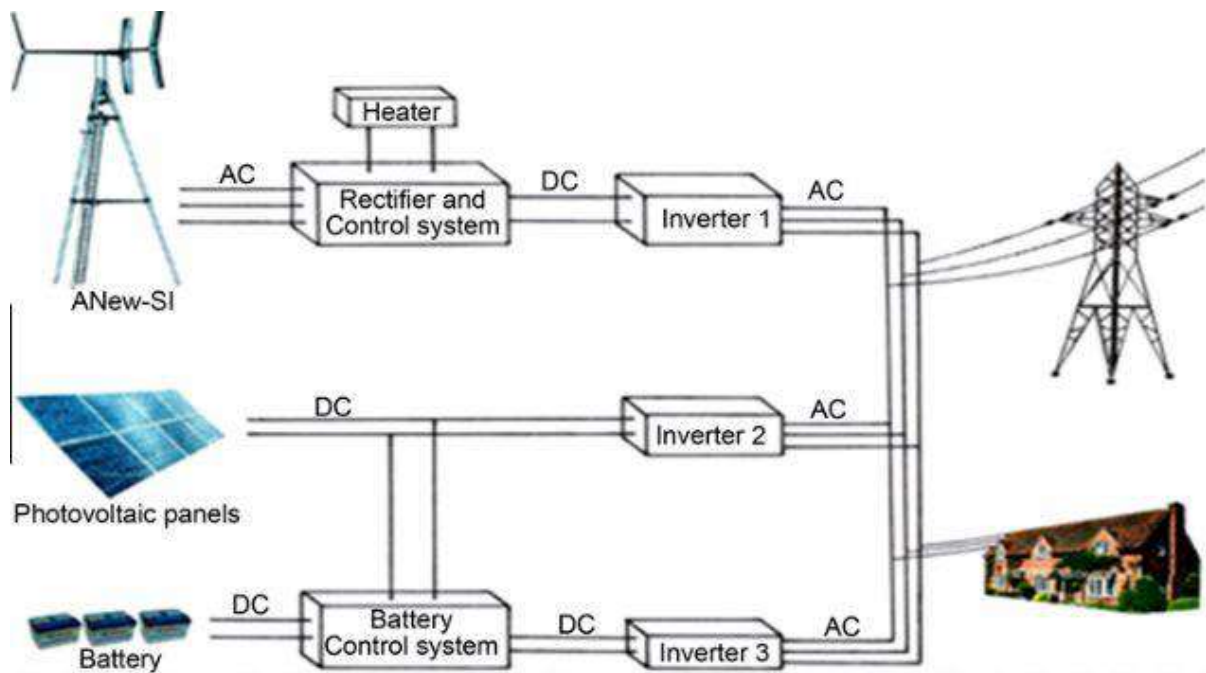 Heater
AC
Rectifier and
Control system
DC
Inverter 1
AC
ANew-SI
DC
Inverter 2
AC
Photovoltaic panels
DC
Battery
Control system
DC
Inverter 3
AC
Battery